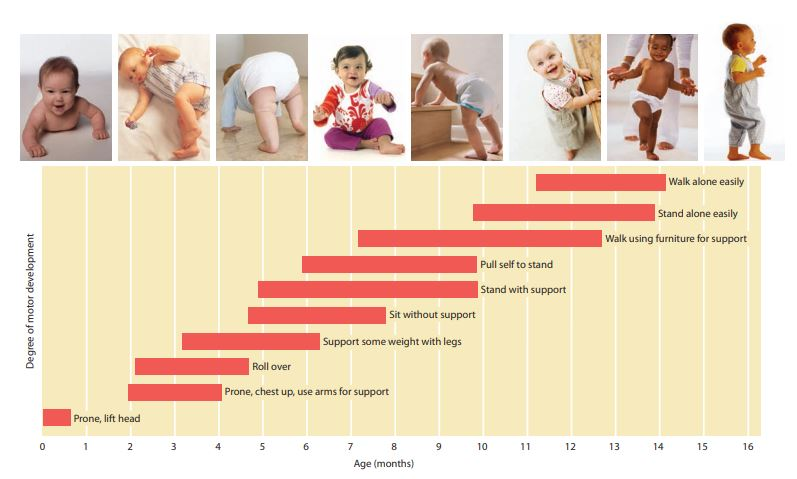 Walk alone easily
Stand alone easily
Walk using furniture for support
Pull self to stand
Stand with support
Sit without support
Support some weight with legs
Roll over
Prone, chest up, use arms for support
Prone, lift head
Degree of motor development
0 1 2 3 4 5 6 7 8 9 10 11 12 13 14 15 16
Age (months)